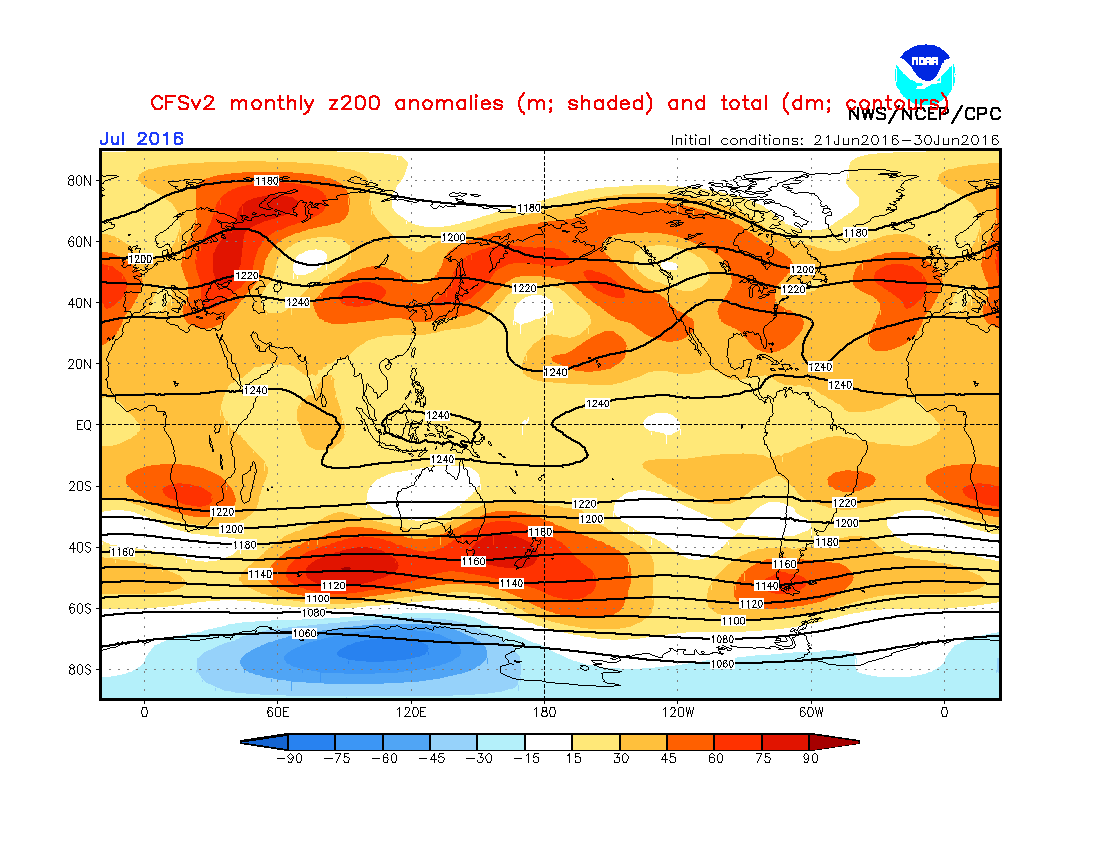 NOAA
CFSv2 monthly z200 anomalies (m; shaded) and total (dm; contours)
NWS/NCEP/CPC
Jul 2016
Initial conditions: 21Jun2016-30Jun2016
80N
1180
1180
1180
60N
1200
1200
1200
1220
1220
1220
40N
1240
20N
1240
1240
1240
1240
1240
EQ
1240
1240
20S
1220
1220
1220
1200
1200
1200
40S
1160
1180
1180
1180
1160
1160
1140
1120
1140
1140
60S
1100
1120
1080
1100
1060
1080
80S
1060
0 60E 120E 180 120W 60W 0
-90 -75 -60 -45 -30 -15 15 30 45 60 75 90